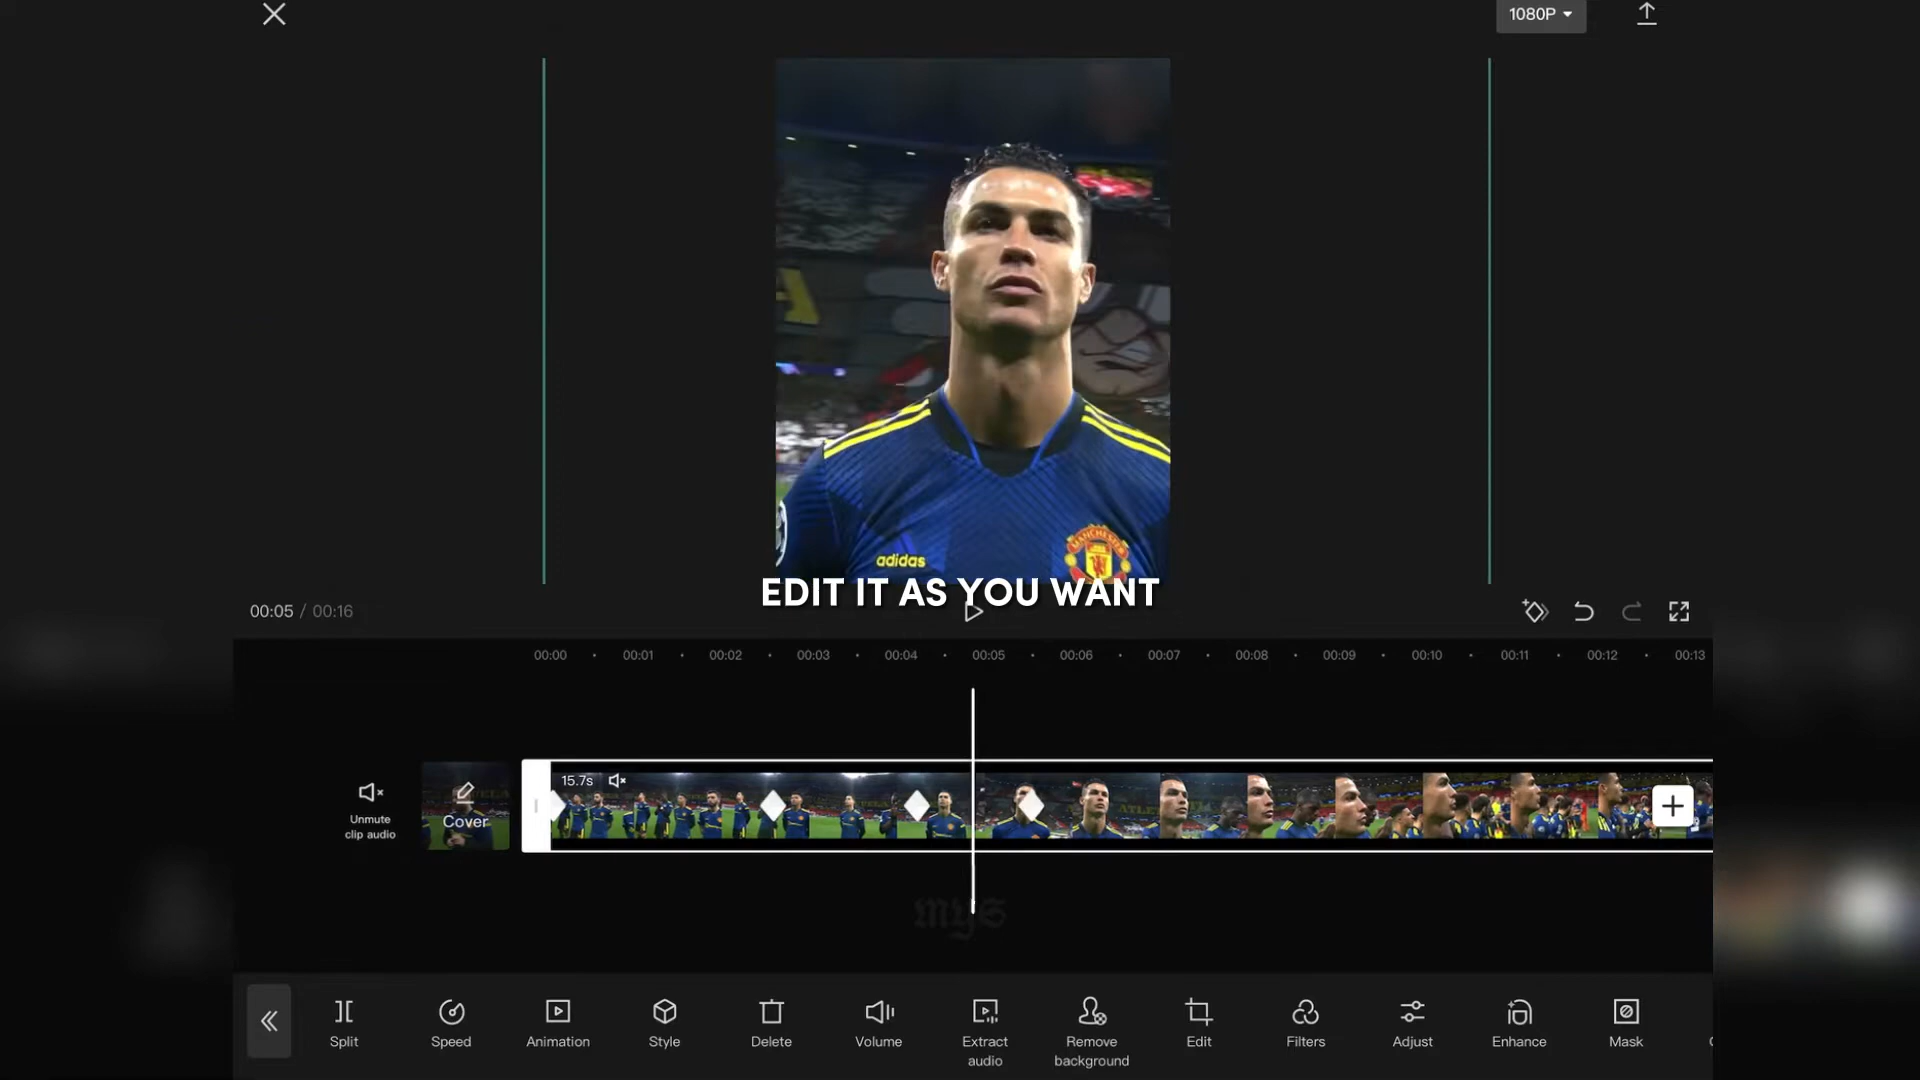 1080P
adidas
MANCHESTER
EDIT IT AS YOU WANT
00:05 / 00:16
00:00 00:01 00:02 00:03 00:04 00:05 00:06 00:07 00:08 00:09 00:10 00:11 00:12 00:13
15.7s
Unmute
clip audio
Cover
MYS
Split
Speed
Animation
Style
Delete
Volume
Extract
audio
Remove
background
Edit
Filters
Adjust
Enhance
Mask